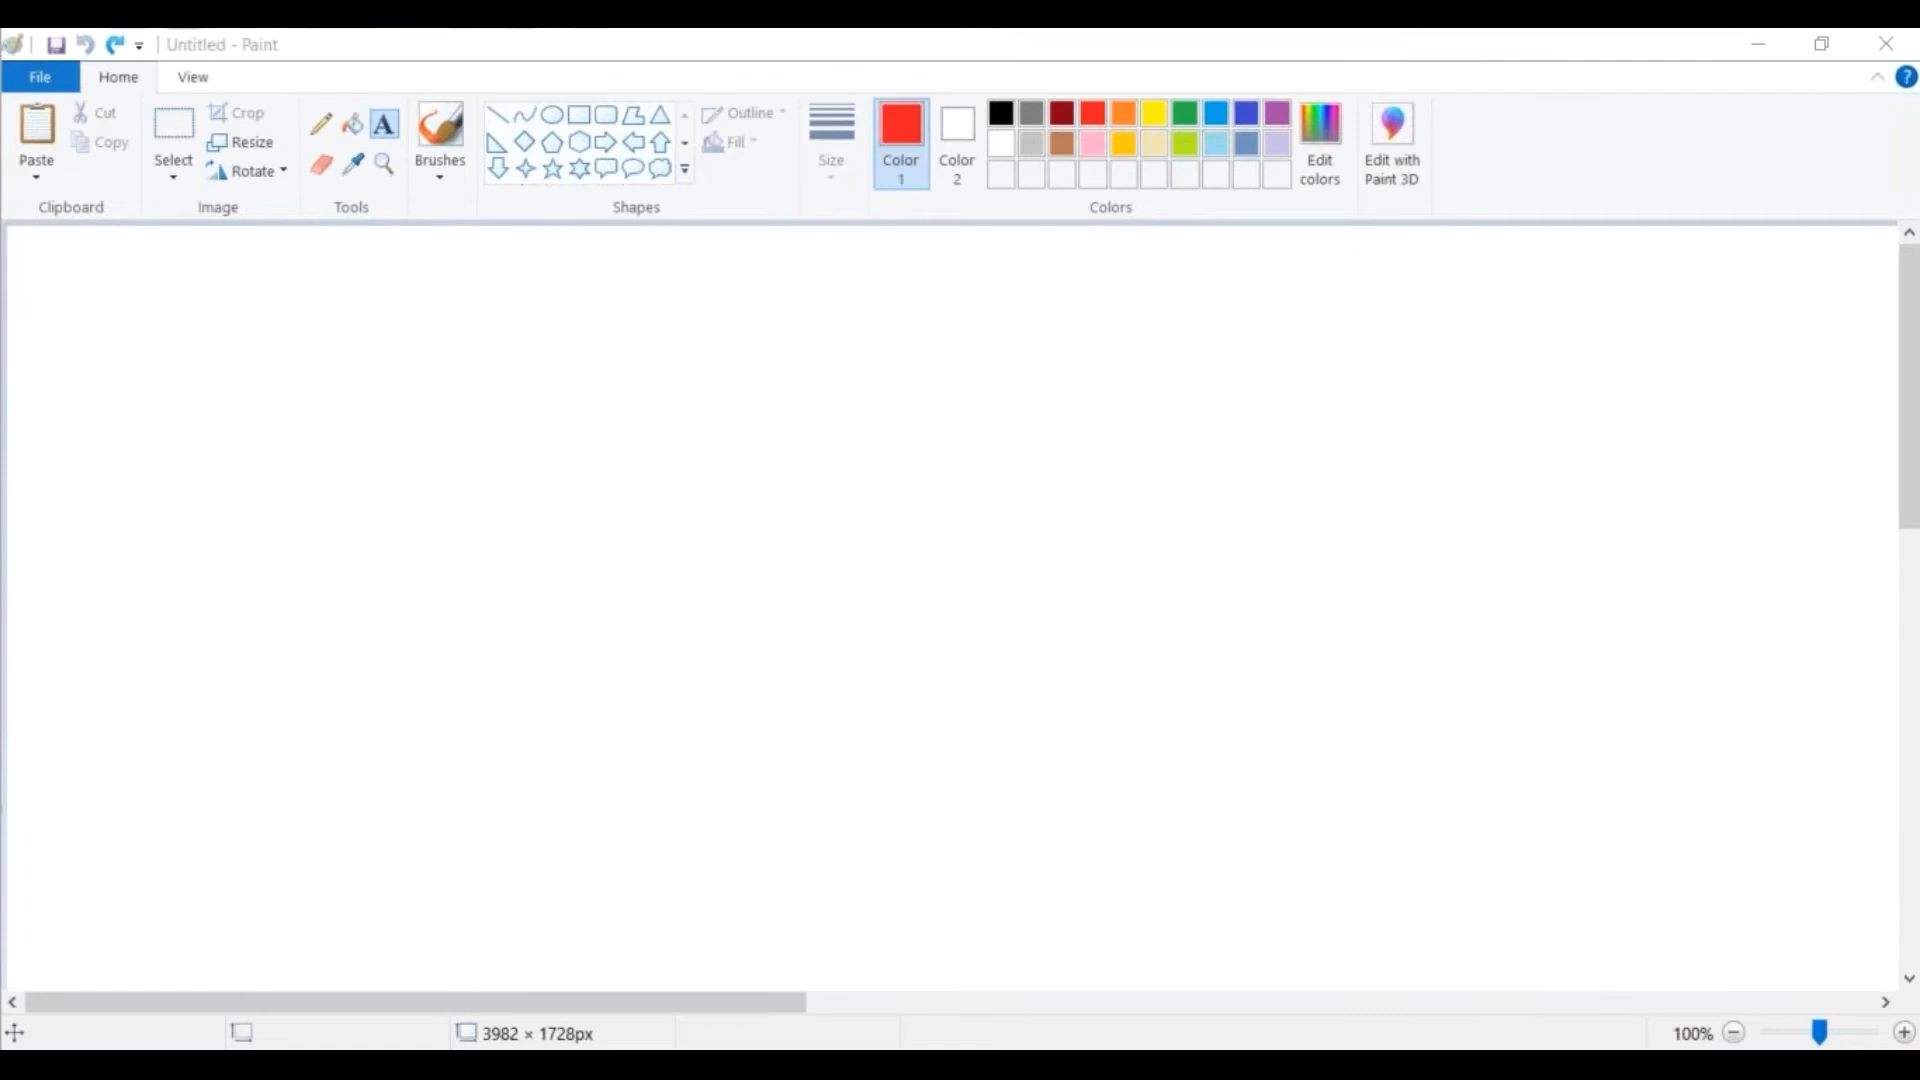 Untitled - Paint
File Home View
Paste Cut Copy Select Crop Resize Rotate A Brushes Outline Fill Size Color 1 Color 2 Edit colors Edit with Paint 3D
Clipboard Image Tools Shapes Colors
3982 × 1728px 100%